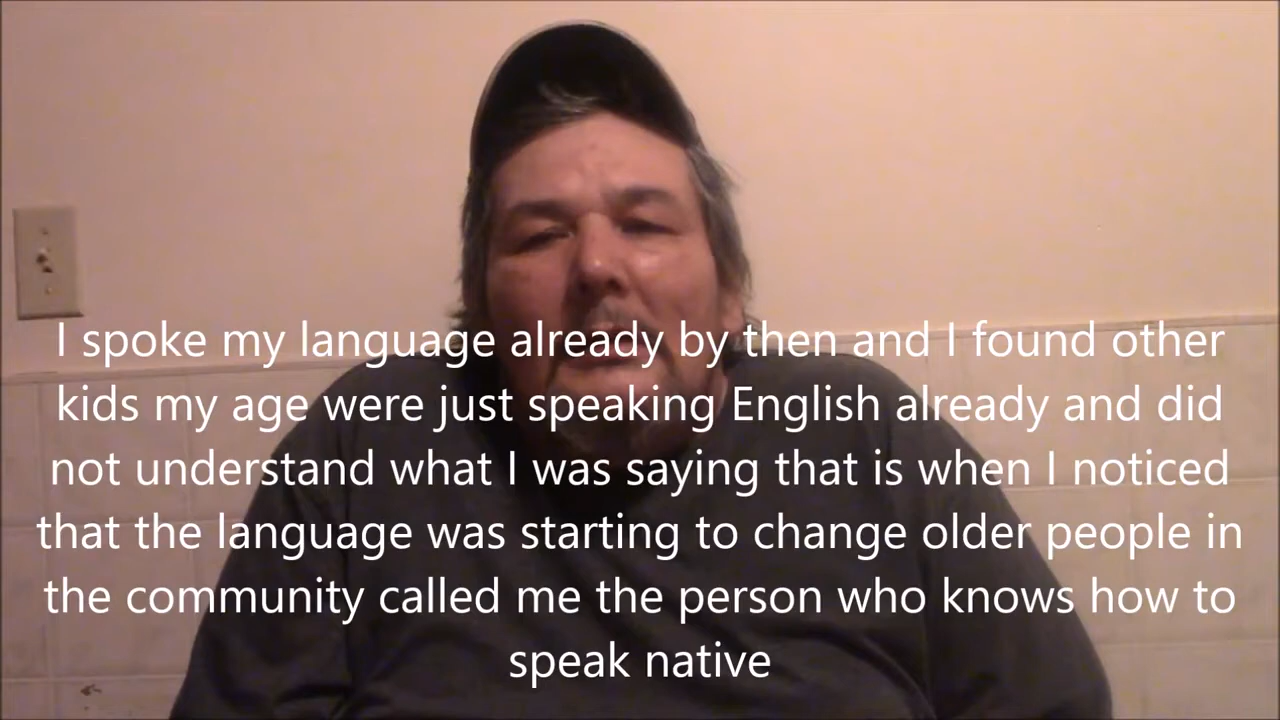 I spoke my language already by then and I found other
kids my age were just speaking English already and did
not understand what I was saying that is when I noticed
that the language was starting to change older people in
the community called me the person who knows how to
speak native